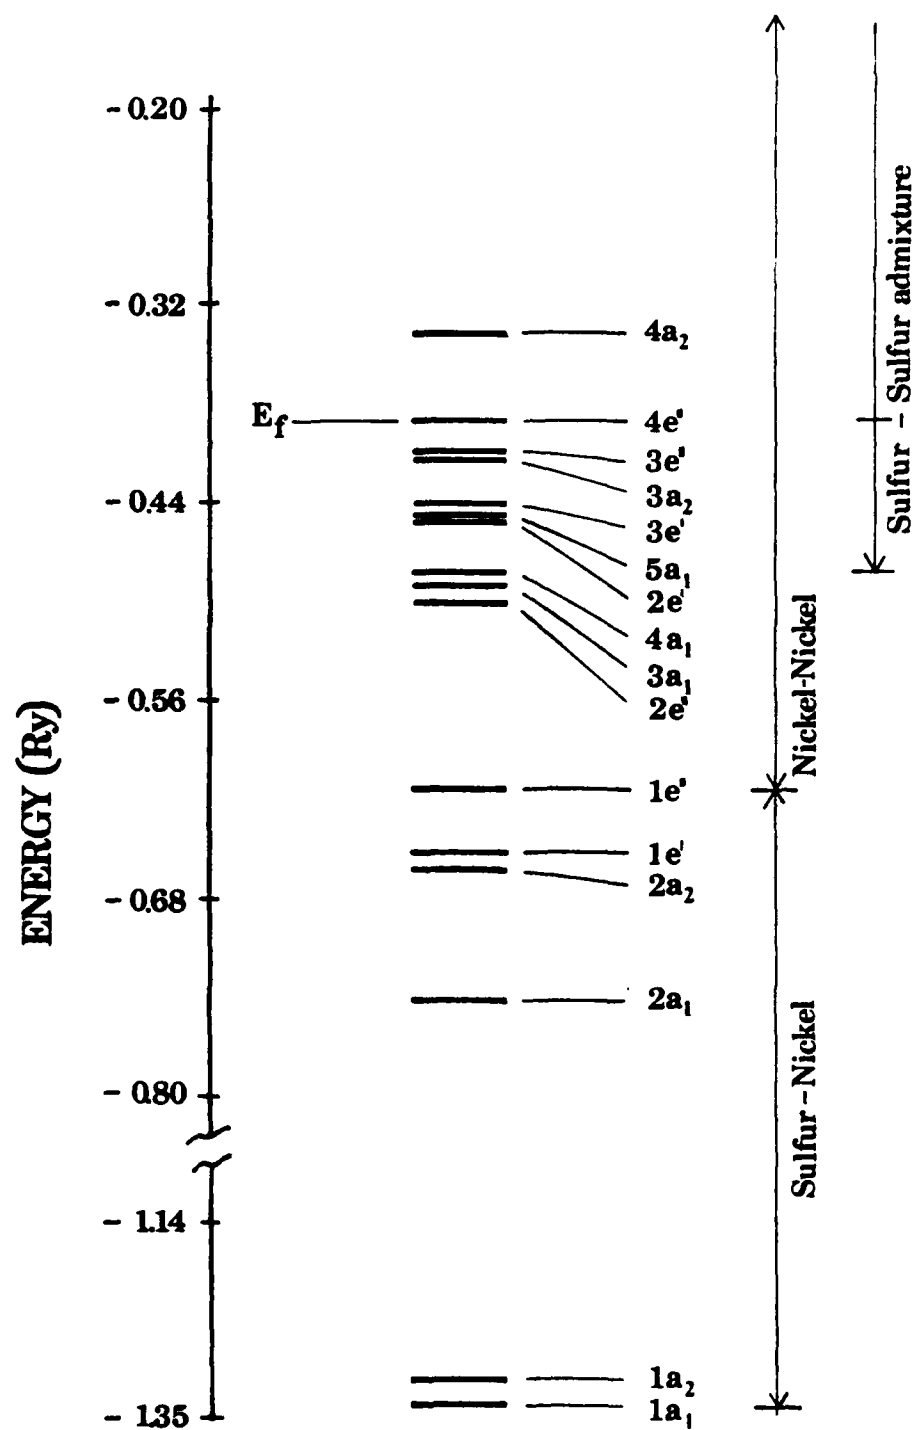 - 0.20
- 0.32
4a₂
E_f
4e"
3e"
3a₂
- 0.44
3e'
5a₁
2e'
4a₁
3a₁
- 0.56
2e"
1e"
1e'
2a₂
- 0.68
2a₁
- 0.80
- 1.14
1a₂
1a₁
- 1.35
ENERGY (Ry)
Nickel-Nickel
Sulfur-Nickel
Sulfur - Sulfur admixture